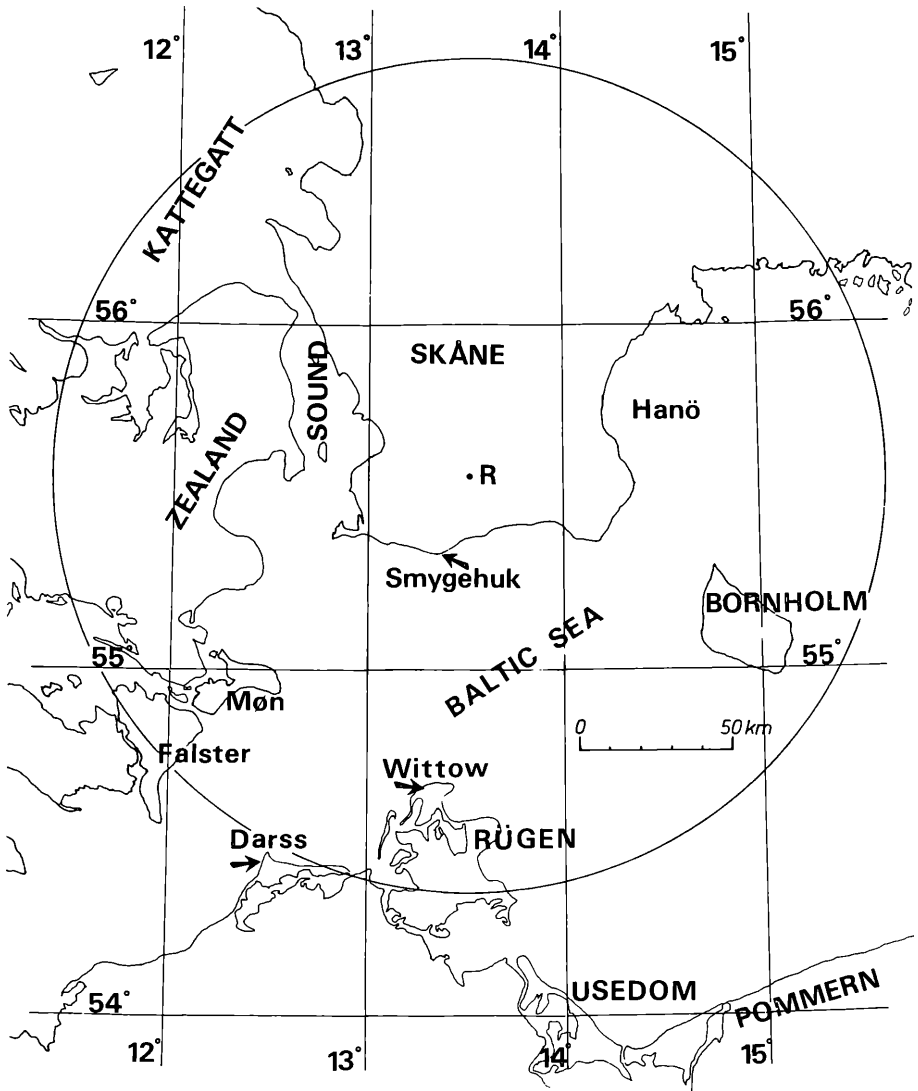 12°
13°
14°
15°
KATTEGATT
56°
56°
SKÅNE
SOUND
Hanö
ZEALAND
R
Smygehuk
BORNHOLM
55°
55°
BALTIC SEA
Møn
0 50 km
Falster
Wittow
Darss
RÜGEN
USEDOM
54°
POMMERN
12°
13°
14°
15°